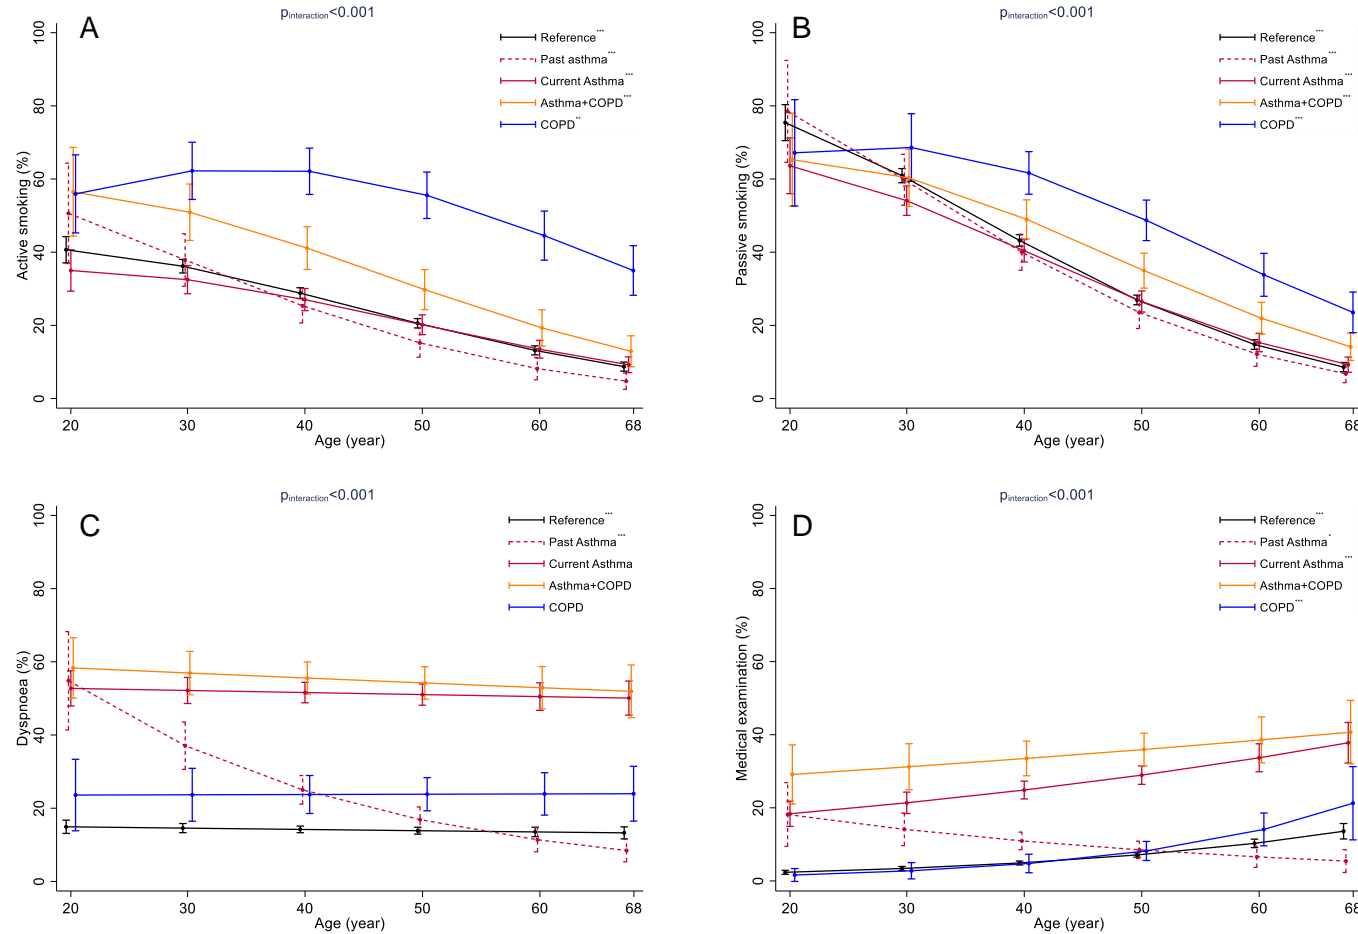 p interaction<0.001
A
Reference***
Past asthma***
Current Asthma***
Asthma+COPD***
COPD**
Active smoking (%)
100
80
60
40
20
0
20 30 40 50 60 68
Age (year)
p interaction<0.001
B
Reference***
Past Asthma***
Current Asthma***
Asthma+COPD***
COPD***
Passive smoking (%)
100
80
60
40
20
0
20 30 40 50 60 68
Age (year)
p interaction<0.001
C
Reference***
Past Asthma***
Current Asthma
Asthma+COPD
COPD
Dyspnoea (%)
100
80
60
40
20
0
20 30 40 50 60 68
Age (year)
p interaction<0.001
D
Reference***
Past Asthma*
Current Asthma***
Asthma+COPD
COPD***
Medical examination (%)
100
80
60
40
20
0
20 30 40 50 60 68
Age (year)